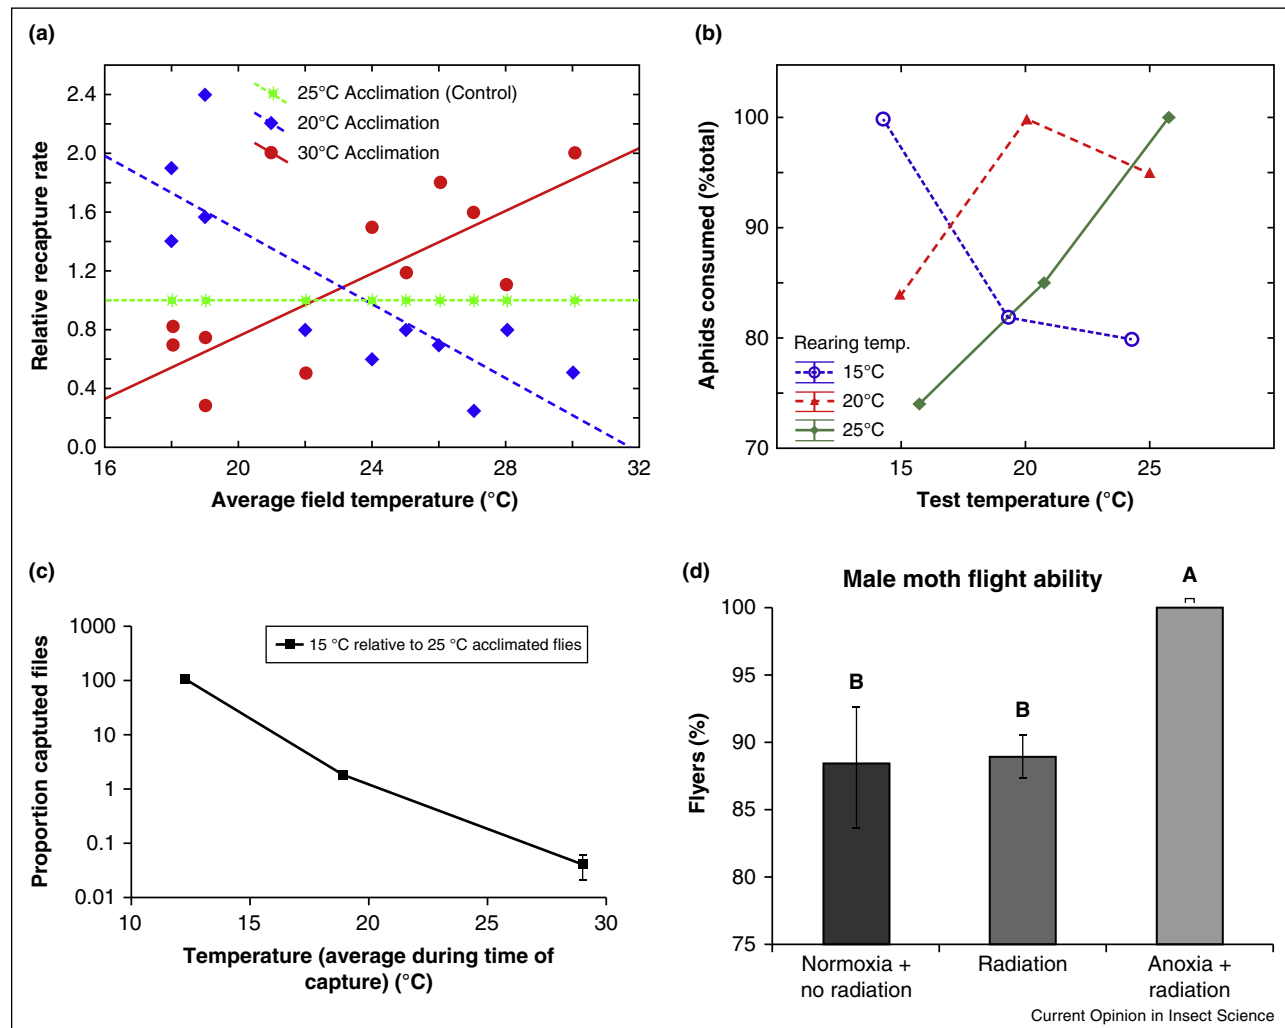 (a)
2.4
2.0
1.6
1.2
0.8
0.4
0.0
16
20
24
28
32
Relative recapture rate
Average field temperature (°C)
25°C Acclimation (Control)
20°C Acclimation
30°C Acclimation
(b)
100
90
80
70
15
20
25
Aphids consumed (%total)
Test temperature (°C)
Rearing temp.
15°C
20°C
25°C
(c)
1000
100
10
1
0.1
0.01
10
15
20
25
30
Proportion captuted files
15 °C relative to 25 °C acclimated flies
Temperature (average during time of
capture) (°C)
(d)
Male moth flight ability
A
B
B
100
95
90
85
80
75
Flyers (%)
Normoxia +
no radiation
Radiation
Anoxia +
radiation
Current Opinion in Insect Science